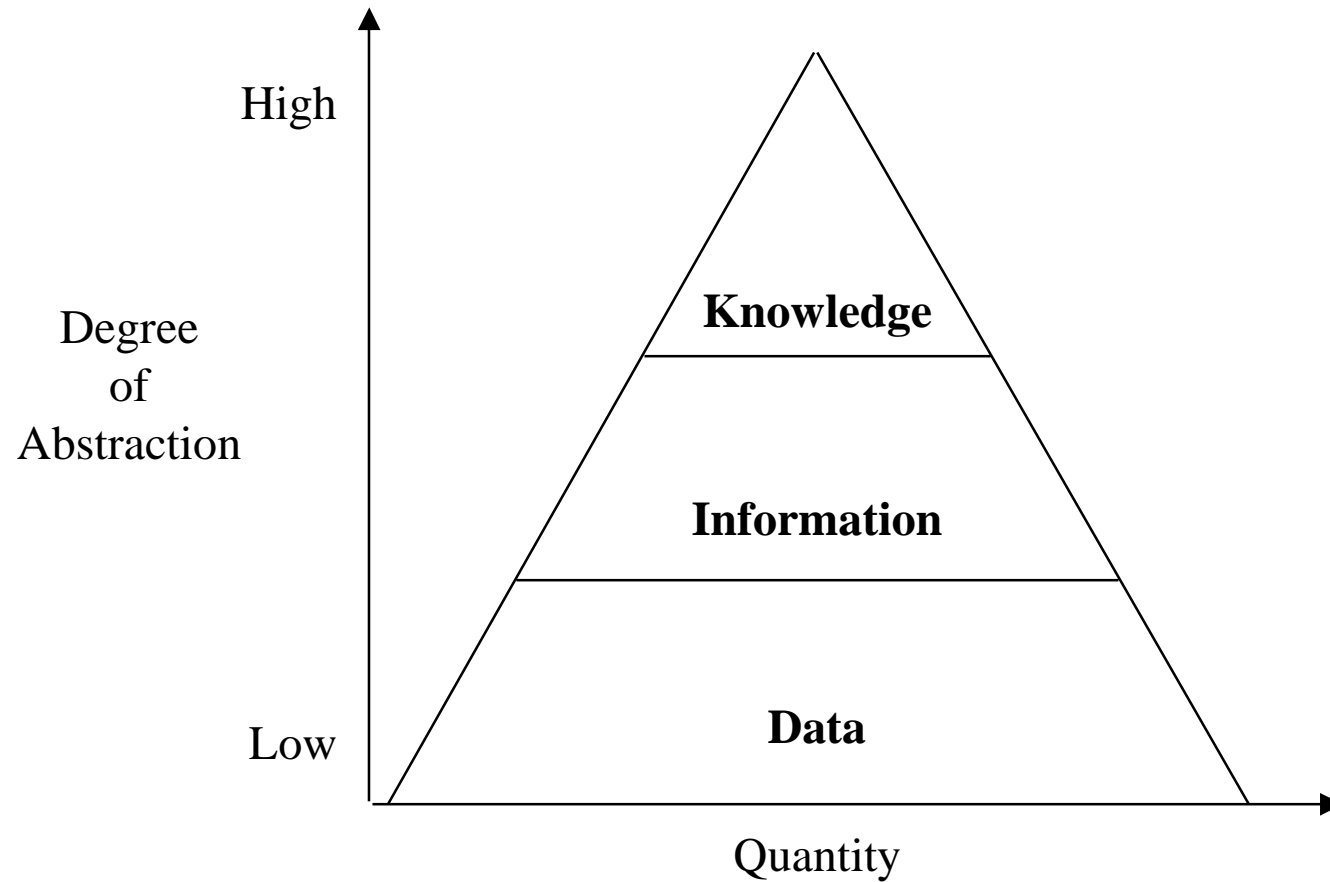 High
Degree
of
Abstraction
Low
Knowledge
Information
Data
Quantity